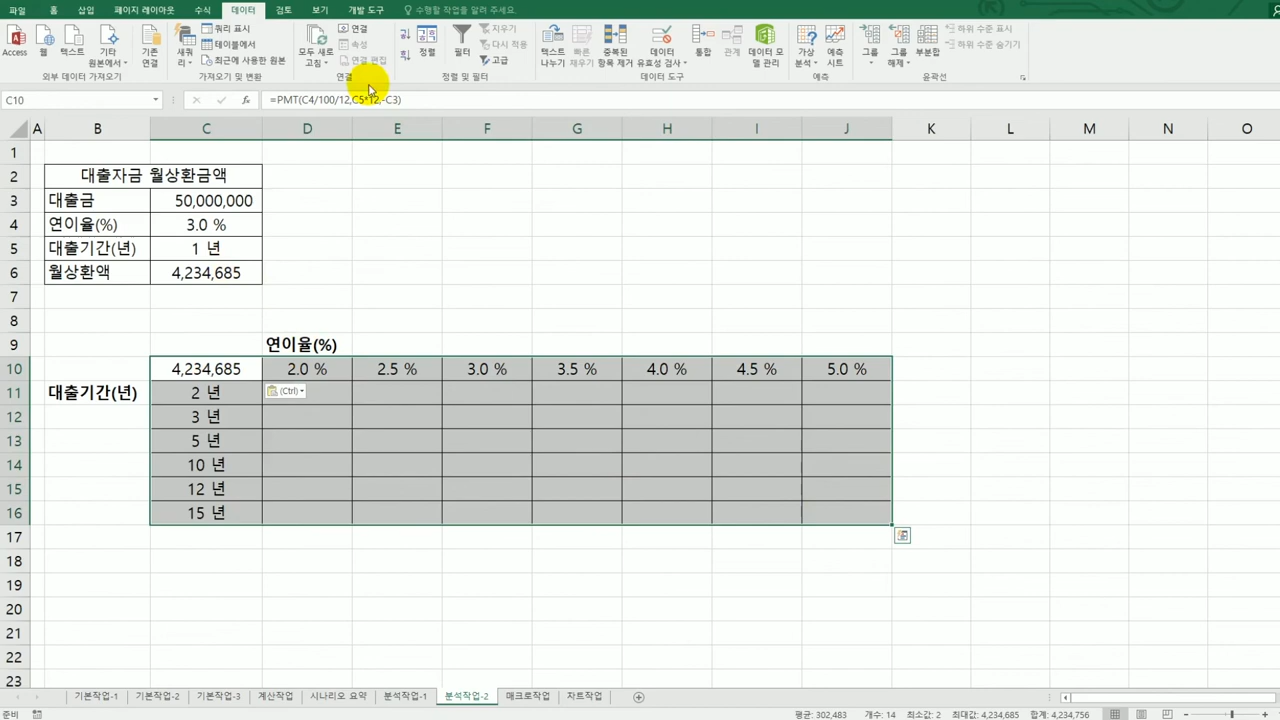 파일 홈 삽입 페이지 레이아웃 수식 데이터 검토 보기 개발 도구 수행할 작업을 알려 주세요.
Access 웹 텍스트 기타 원본에서 기존 연결 새쿼리 쿼리 표시 테이블에서 최근에 사용한 원본 모두 새로 고침 연결 속성 연결 편집 정렬 필터 지우기 다시 적용 고급 텍스트 나누기 빠른 채우기 중복된 항목 제거 데이터 유효성 검사 통합 관계 데이터 모델 관리 가상 분석 예측 시트 그룹 그룹 해제 부분합 하위 수준 표시 하위 수준 숨기기
외부 데이터 가져오기 가져오기 및 변환 연결 정렬 및 필터 데이터 도구 예측 윤곽선
C10 fx =PMT(C4/100/12,C5*12,-C3)
A B C D E F G H I J K L M N O
1
2 대출자금 월상환금액
3 대출금 50,000,000
4 연이율(%) 3.0 %
5 대출기간(년) 1 년
6 월상환액 4,234,685
7
8
9 연이율(%)
10 4,234,685 2.0 % 2.5 % 3.0 % 3.5 % 4.0 % 4.5 % 5.0 %
11 대출기간(년) 2 년 (Ctrl)
12 3 년
13 5 년
14 10 년
15 12 년
16 15 년
17
18
19
20
21
22
23
기본작업-1 기본작업-2 기본작업-3 계산작업 시나리오 요약 분석작업-1 분석작업-2 매크로작업 차트작업
준비 평균: 302,483 개수: 14 최소값: 2 최대값: 4,234,685 합계: 4,234,756